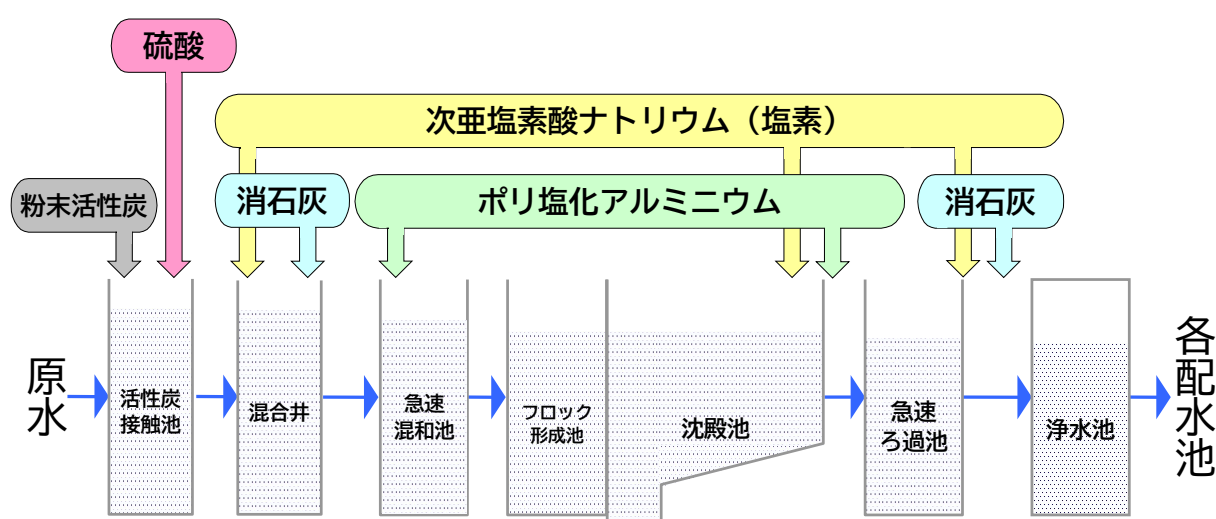 硫酸
次亜塩素酸ナトリウム（塩素）
粉末活性炭
消石灰
ポリ塩化アルミニウム
消石灰
原水
活性炭
接触池
混合井
急速
混和池
フロック
形成池
沈殿池
急速
ろ過池
浄水池
各配水池